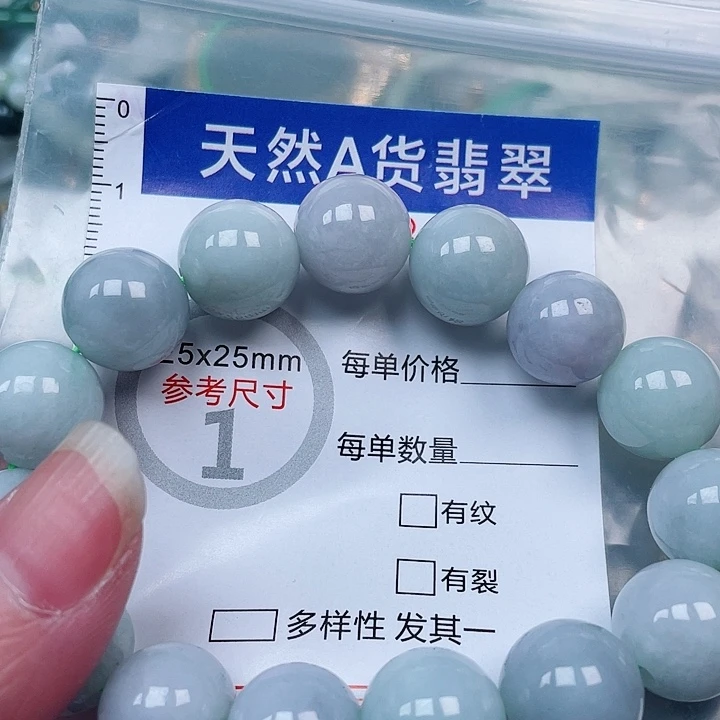 0
天然A货翡翠
1
25x25mm
参考尺寸
1
每单价格
每单数量
有纹
有裂
多样性 发其一